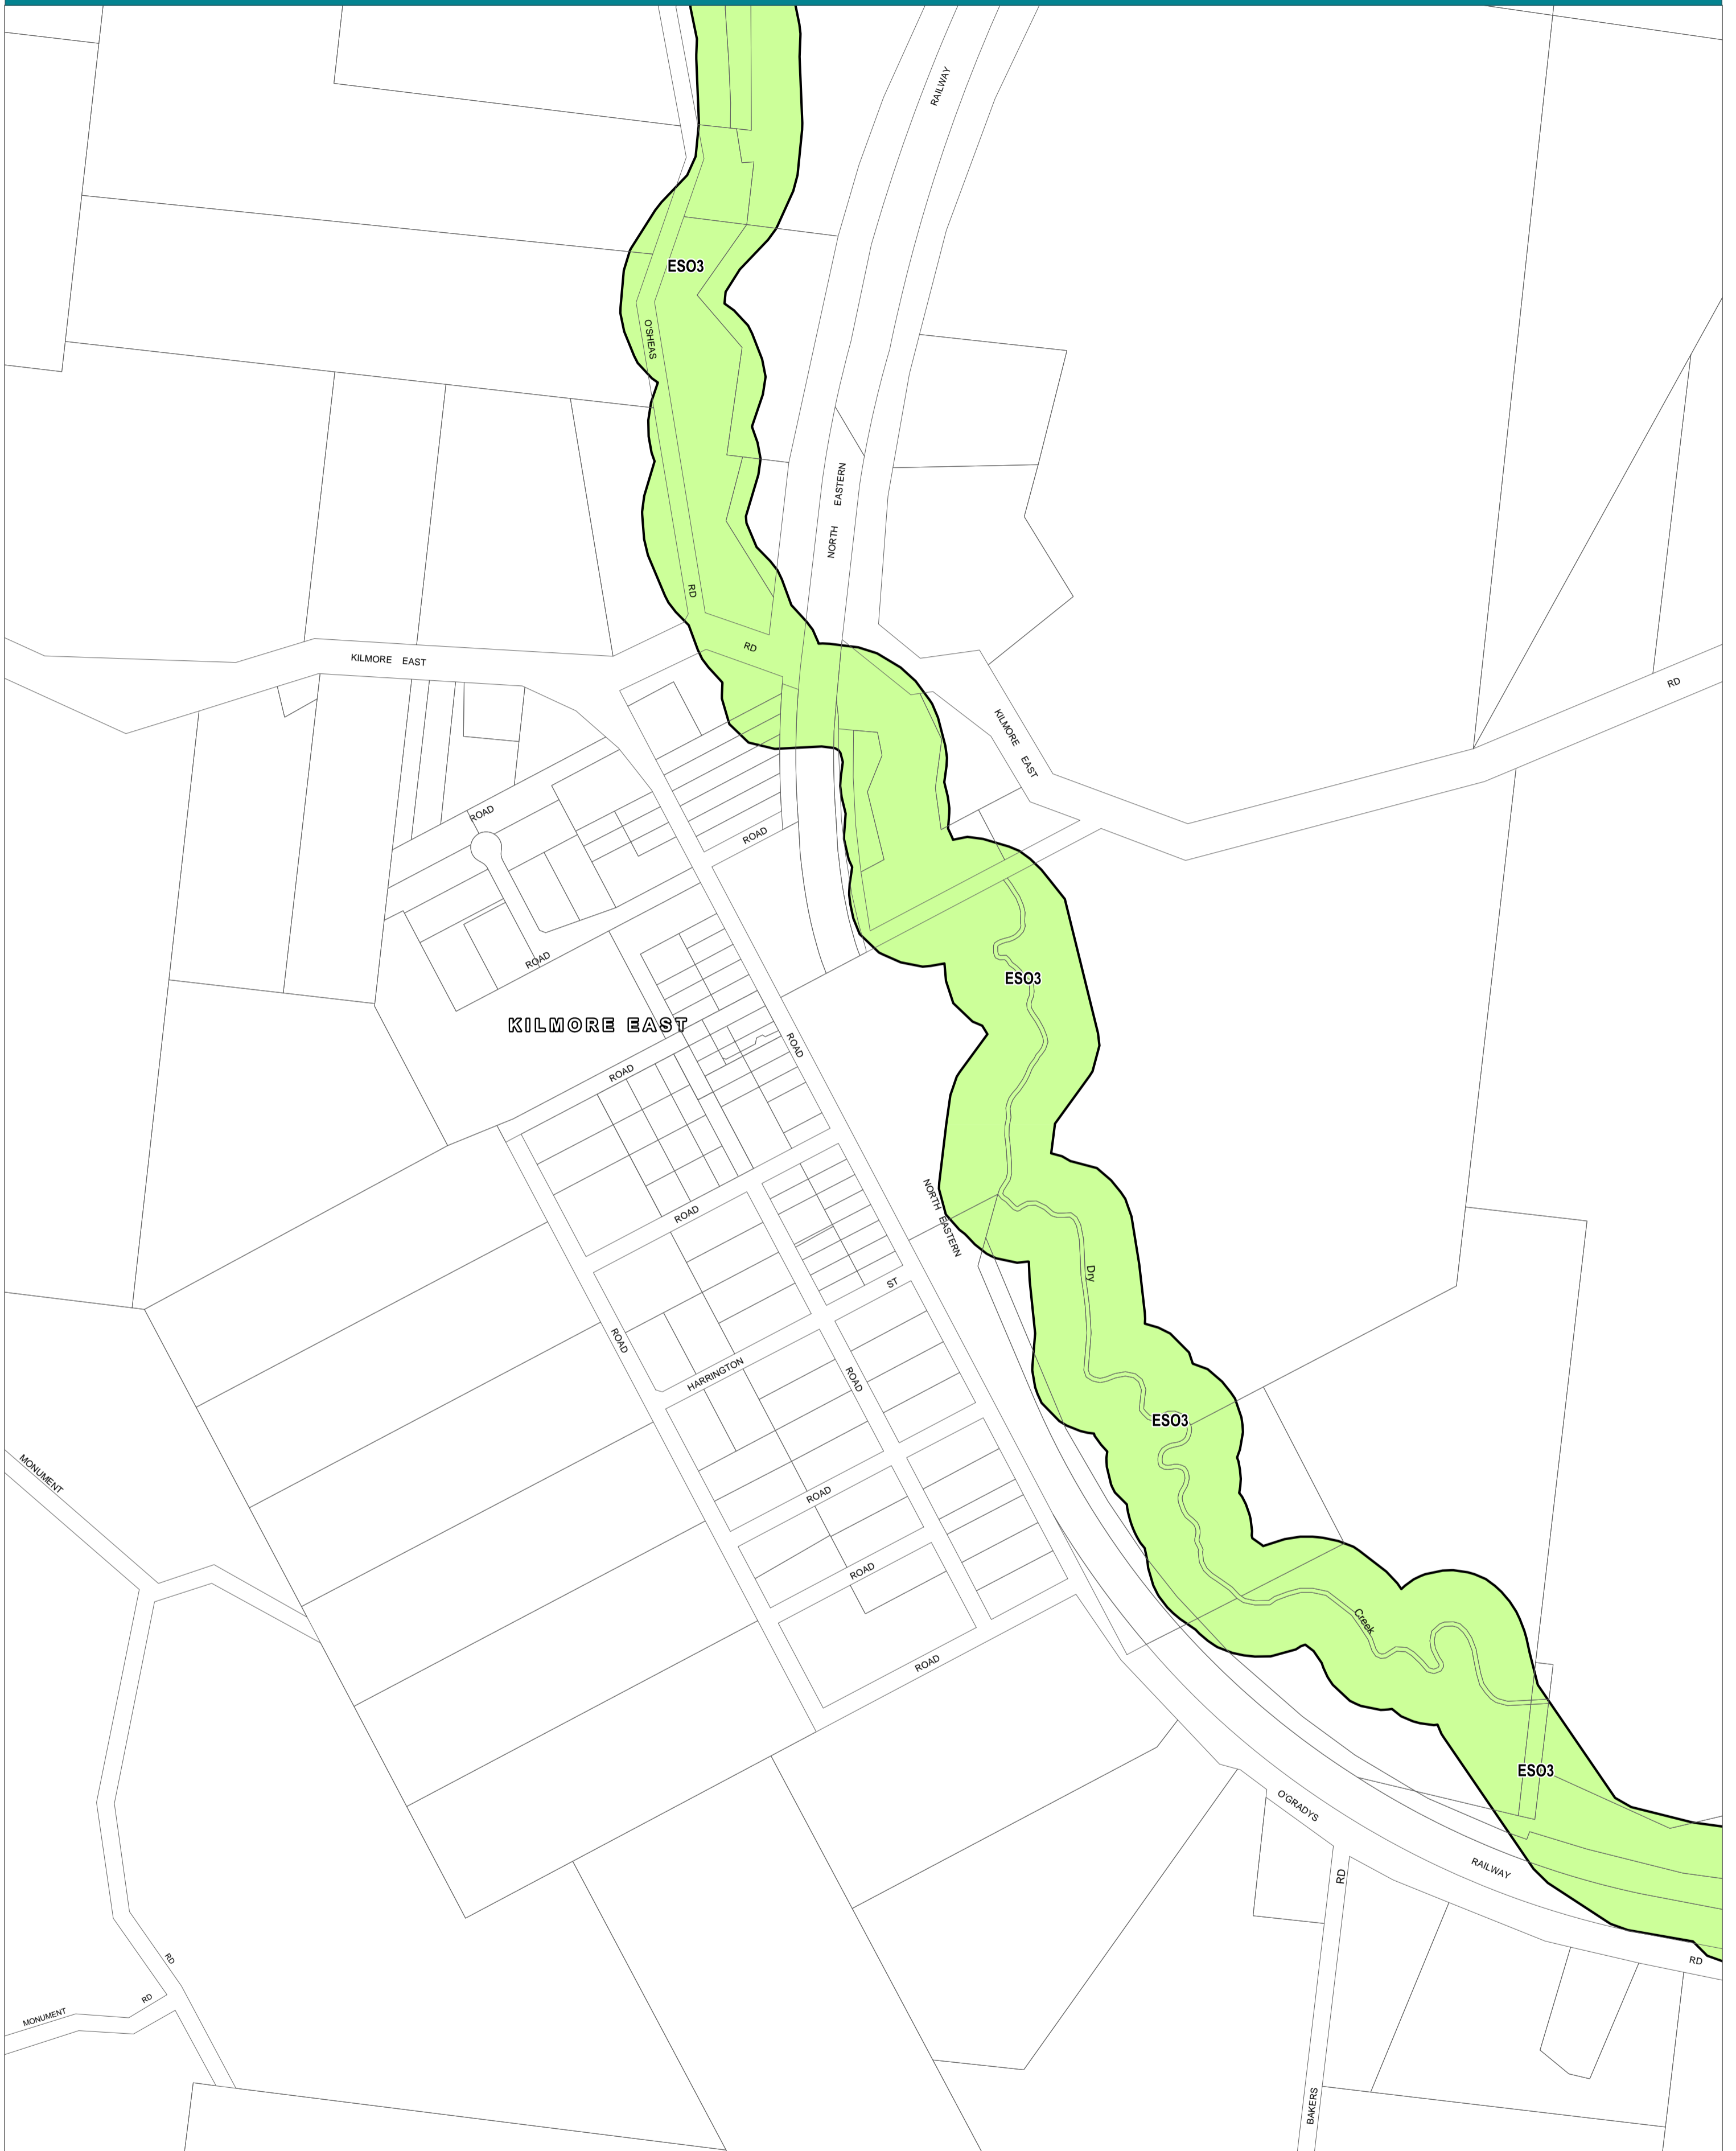 RAILWAY
ESO3
O'SHEAS
NORTH EASTERN
RD
RD
KILMORE EAST
RD
KILMORE EAST
ROAD
ROAD
ROAD
ESO3
KILMORE EAST
ROAD
ROAD
ROAD
NORTH EASTERN
Dry
ST
ROAD
HARRINGTON
ROAD
ESO3
MONUMENT
ROAD
ROAD
Creek
ROAD
ESO3
O'GRADYS
RAILWAY
RD
RD
RD
RD
MONUMENT
BAKERS